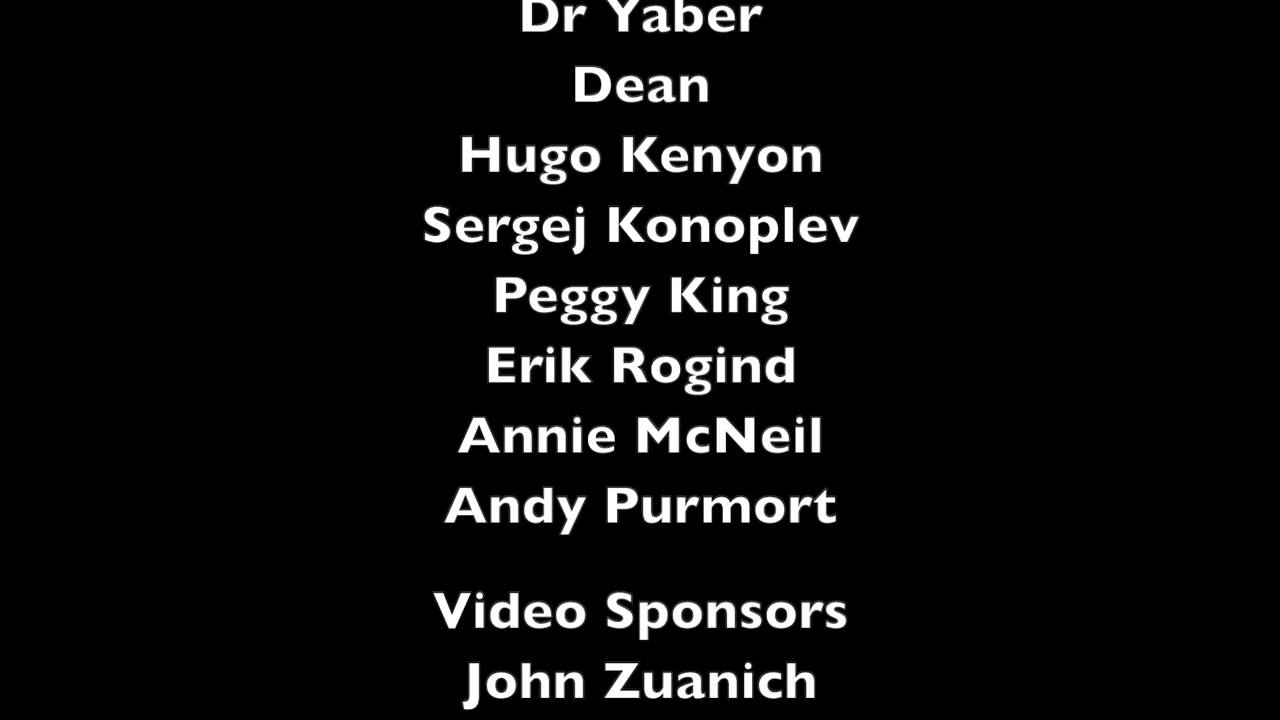 Dr Yaber
Dean
Hugo Kenyon
Sergej Konoplev
Peggy King
Erik Rogind
Annie McNeil
Andy Purmort
Video Sponsors
John Zuanich